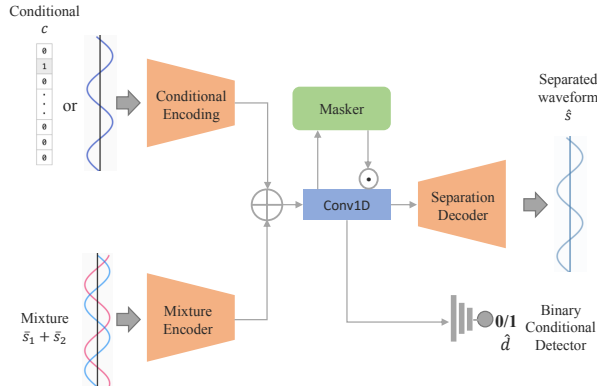 Conditional
c
0
1
0
.
.
.
0
0
0
or
Conditional
Encoding
Masker
Conv1D
Separation
Decoder
Separated
waveform
ŝ
Mixture
s̄₁ + s̄₂
Mixture
Encoder
0/1
d̂
Binary
Conditional
Detector